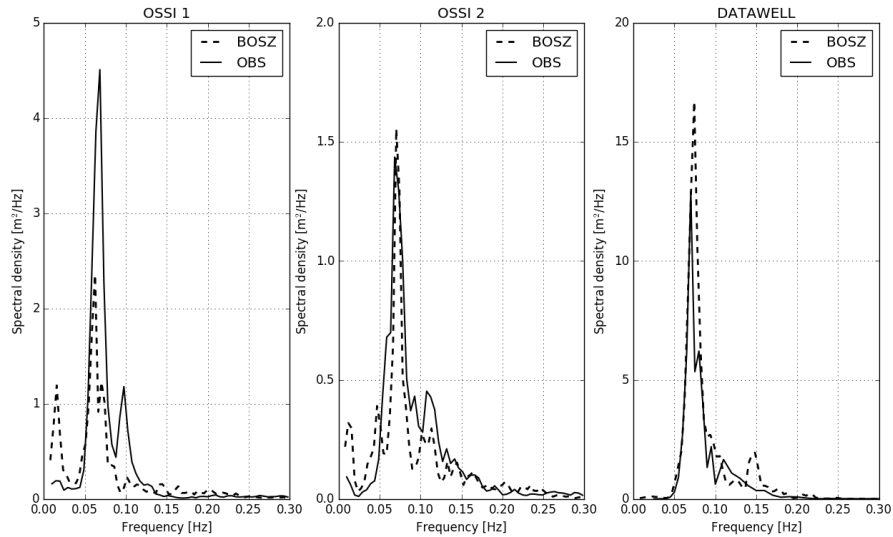 OSSI 1
Spectral density [m²/Hz]
5
4
3
2
1
0
BOSZ
OBS
0.00 0.05 0.10 0.15 0.20 0.25 0.30
Frequency [Hz]
OSSI 2
Spectral density [m²/Hz]
2.0
1.5
1.0
0.5
0.0
BOSZ
OBS
0.00 0.05 0.10 0.15 0.20 0.25 0.30
Frequency [Hz]
DATAWELL
Spectral density [m²/Hz]
20
15
10
5
0
BOSZ
OBS
0.00 0.05 0.10 0.15 0.20 0.25 0.30
Frequency [Hz]